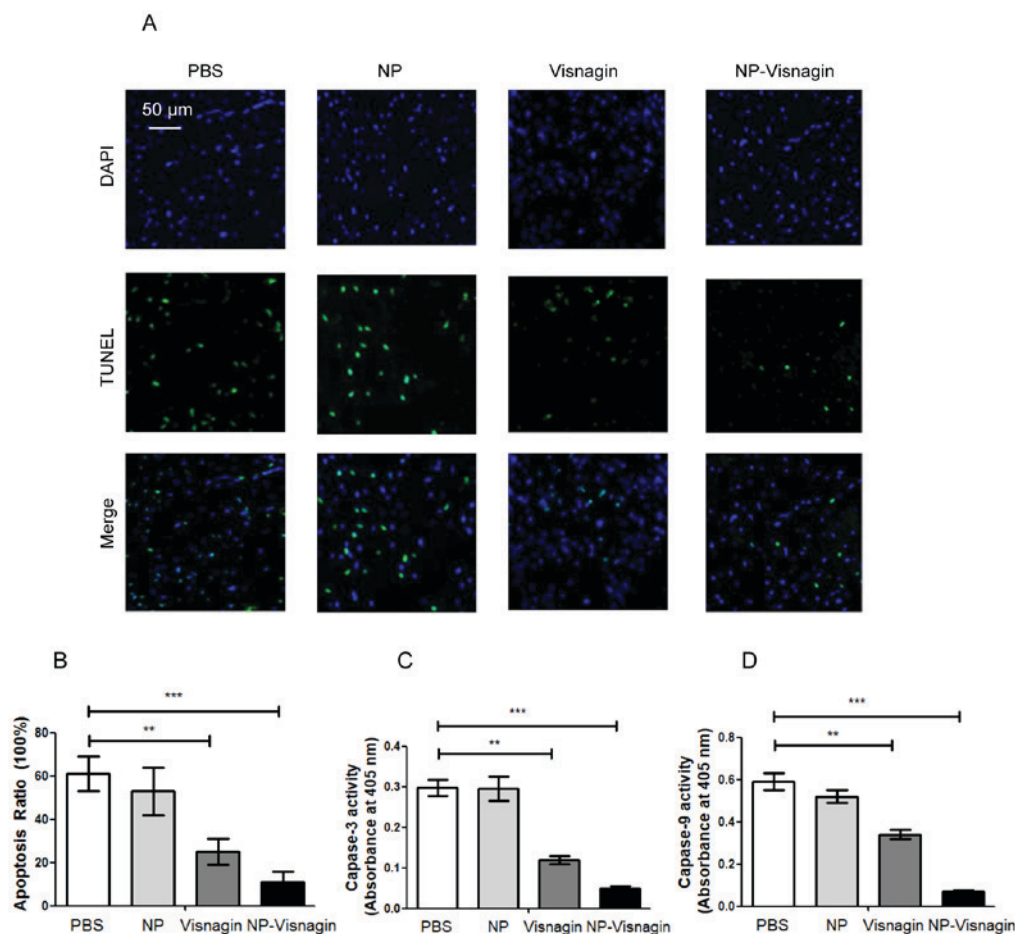 A
PBS NP Visnagin NP-Visnagin
50 µm
DAPI
TUNEL
Merge
B
***
**
Apoptosis Ratio (100%)
80
60
40
20
0
PBS NP Visnagin NP-Visnagin
C
***
**
Capase-3 activity
(Absorbance at 405 nm)
0.4
0.3
0.2
0.1
0.0
PBS NP Visnagin NP-Visnagin
D
***
**
Capase-9 activity
(Absorbance at 405 nm)
0.8
0.6
0.4
0.2
0.0
PBS NP Visnagin NP-Visnagin